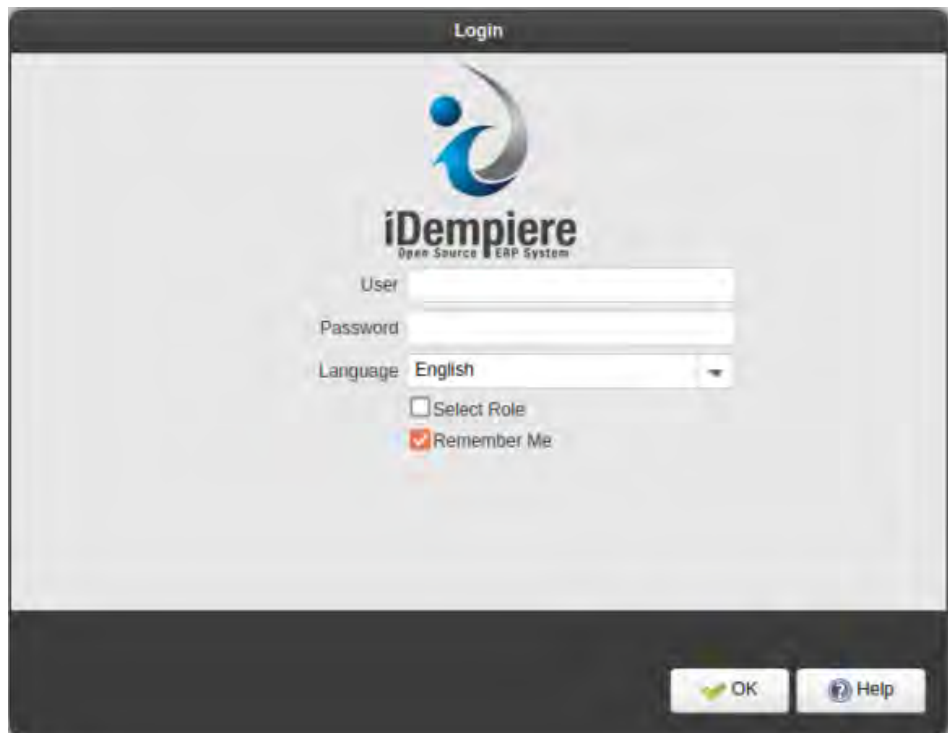 Login
iDempiere
Open Source ERP System
User
Password
Language English
Select Role
Remember Me
OK Help